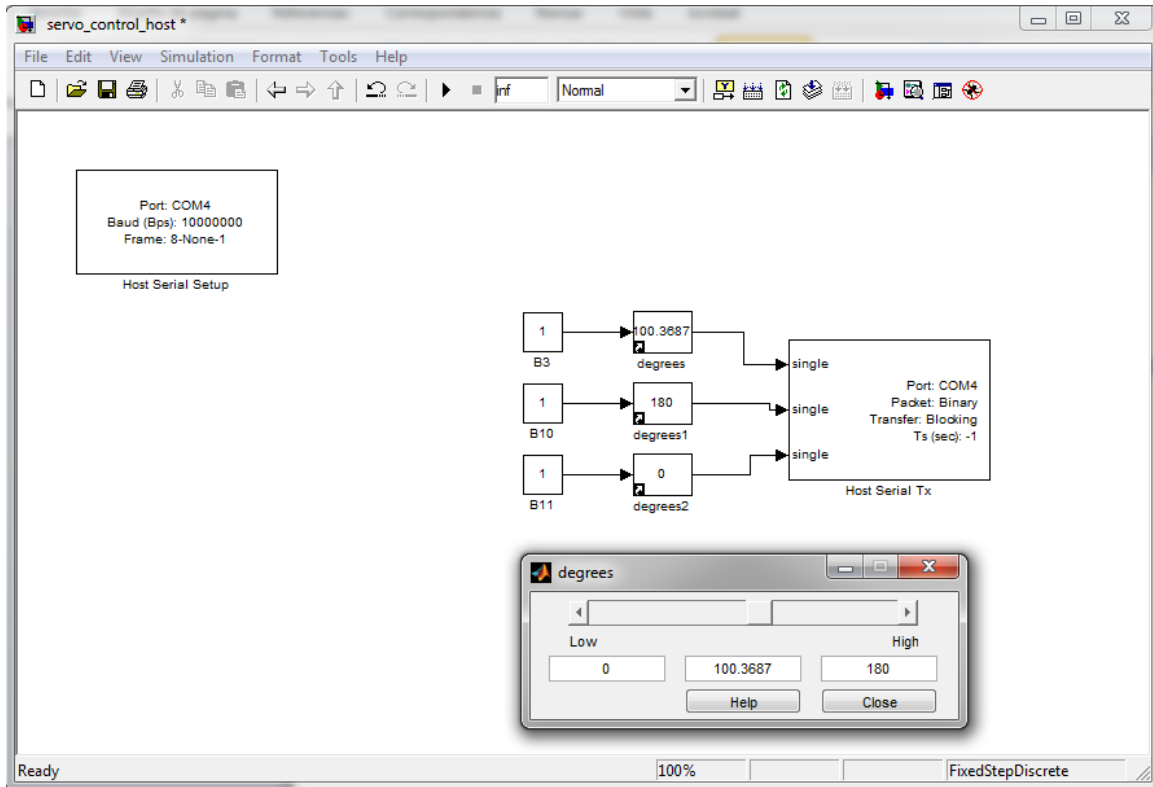 servo_control_host *
File Edit View Simulation Format Tools Help
inf Normal
Port: COM4
Baud (Bps): 10000000
Frame: 8-None-1
Host Serial Setup
1
B3
100.3687
degrees
1
B10
180
degrees1
1
B11
0
degrees2
single
single
single
Port: COM4
Packet: Binary
Transfer: Blocking
Ts (sec): -1
Host Serial Tx
degrees
Low High
0 100.3687 180
Help Close
Ready 100% FixedStepDiscrete